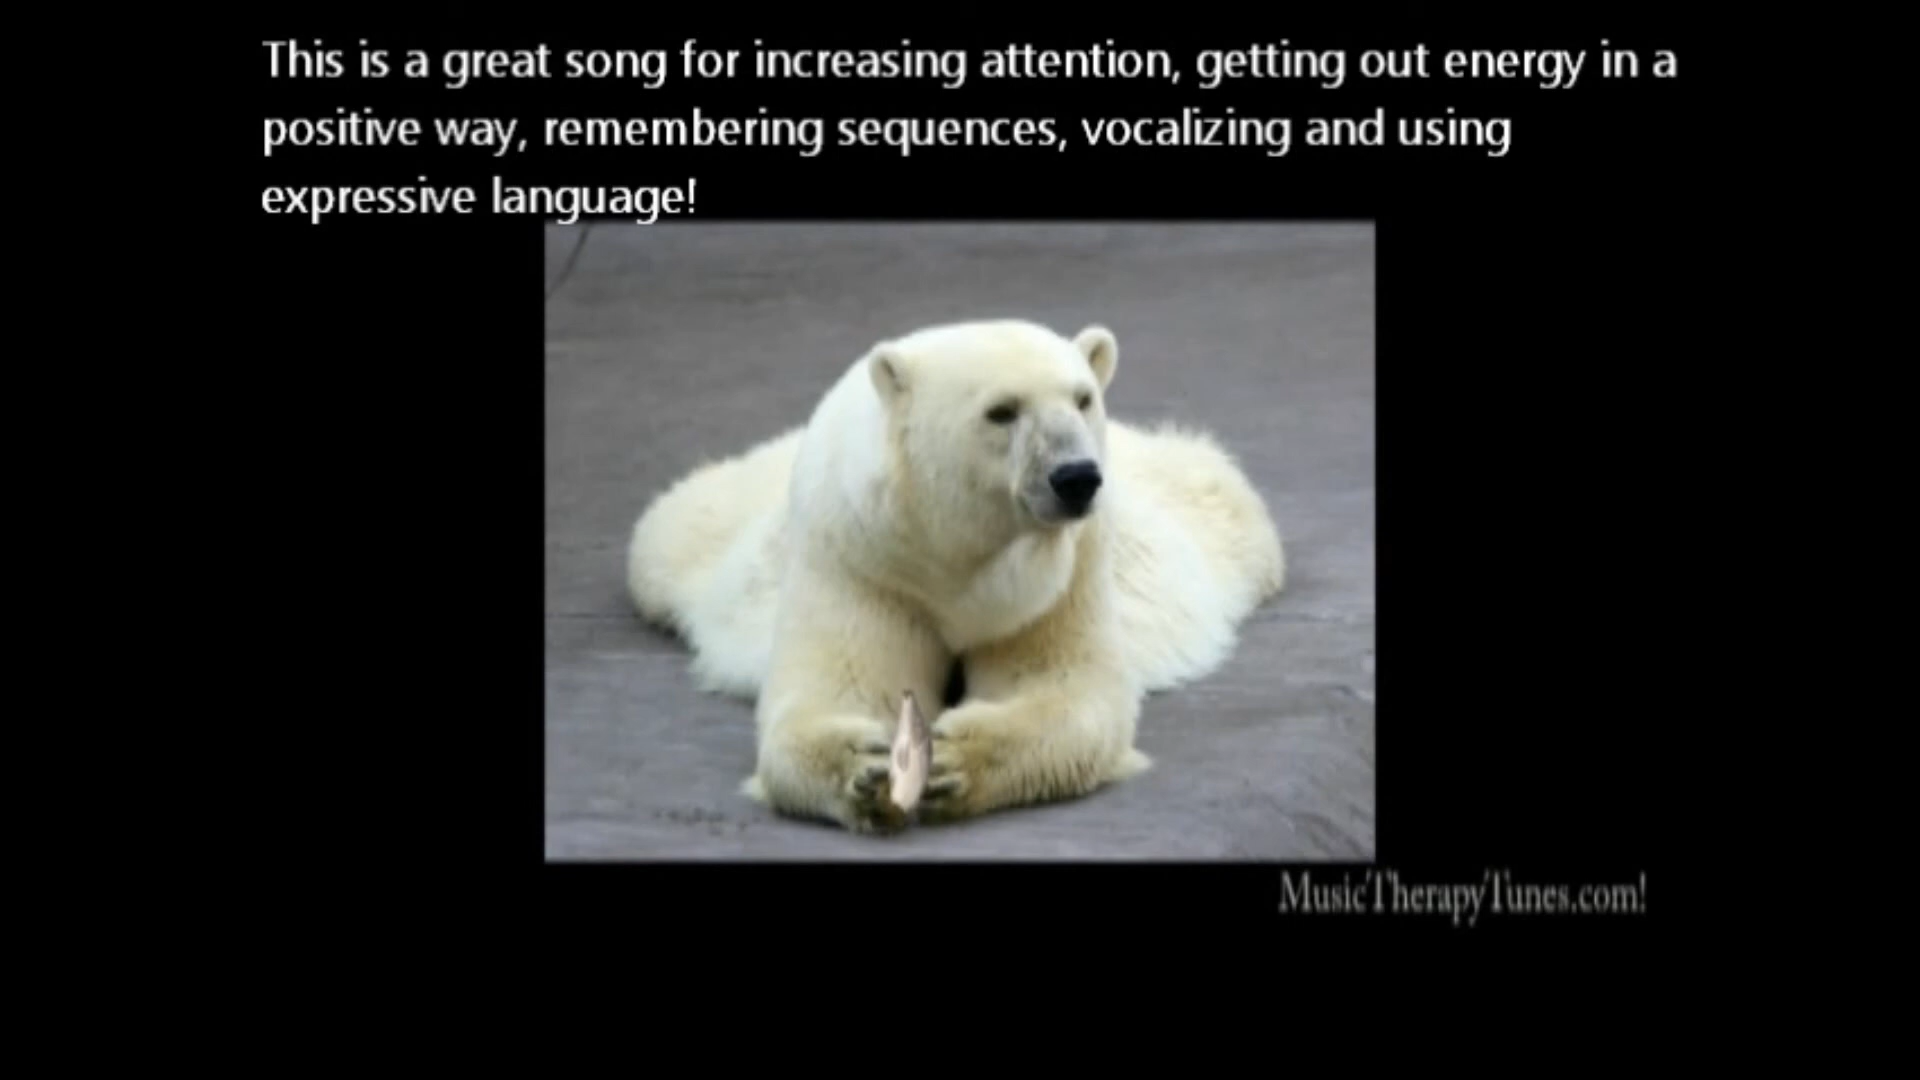 This is a great song for increasing attention, getting out energy in a
positive way, remembering sequences, vocalizing and using
expressive language!
MusicTherapyTunes.com!